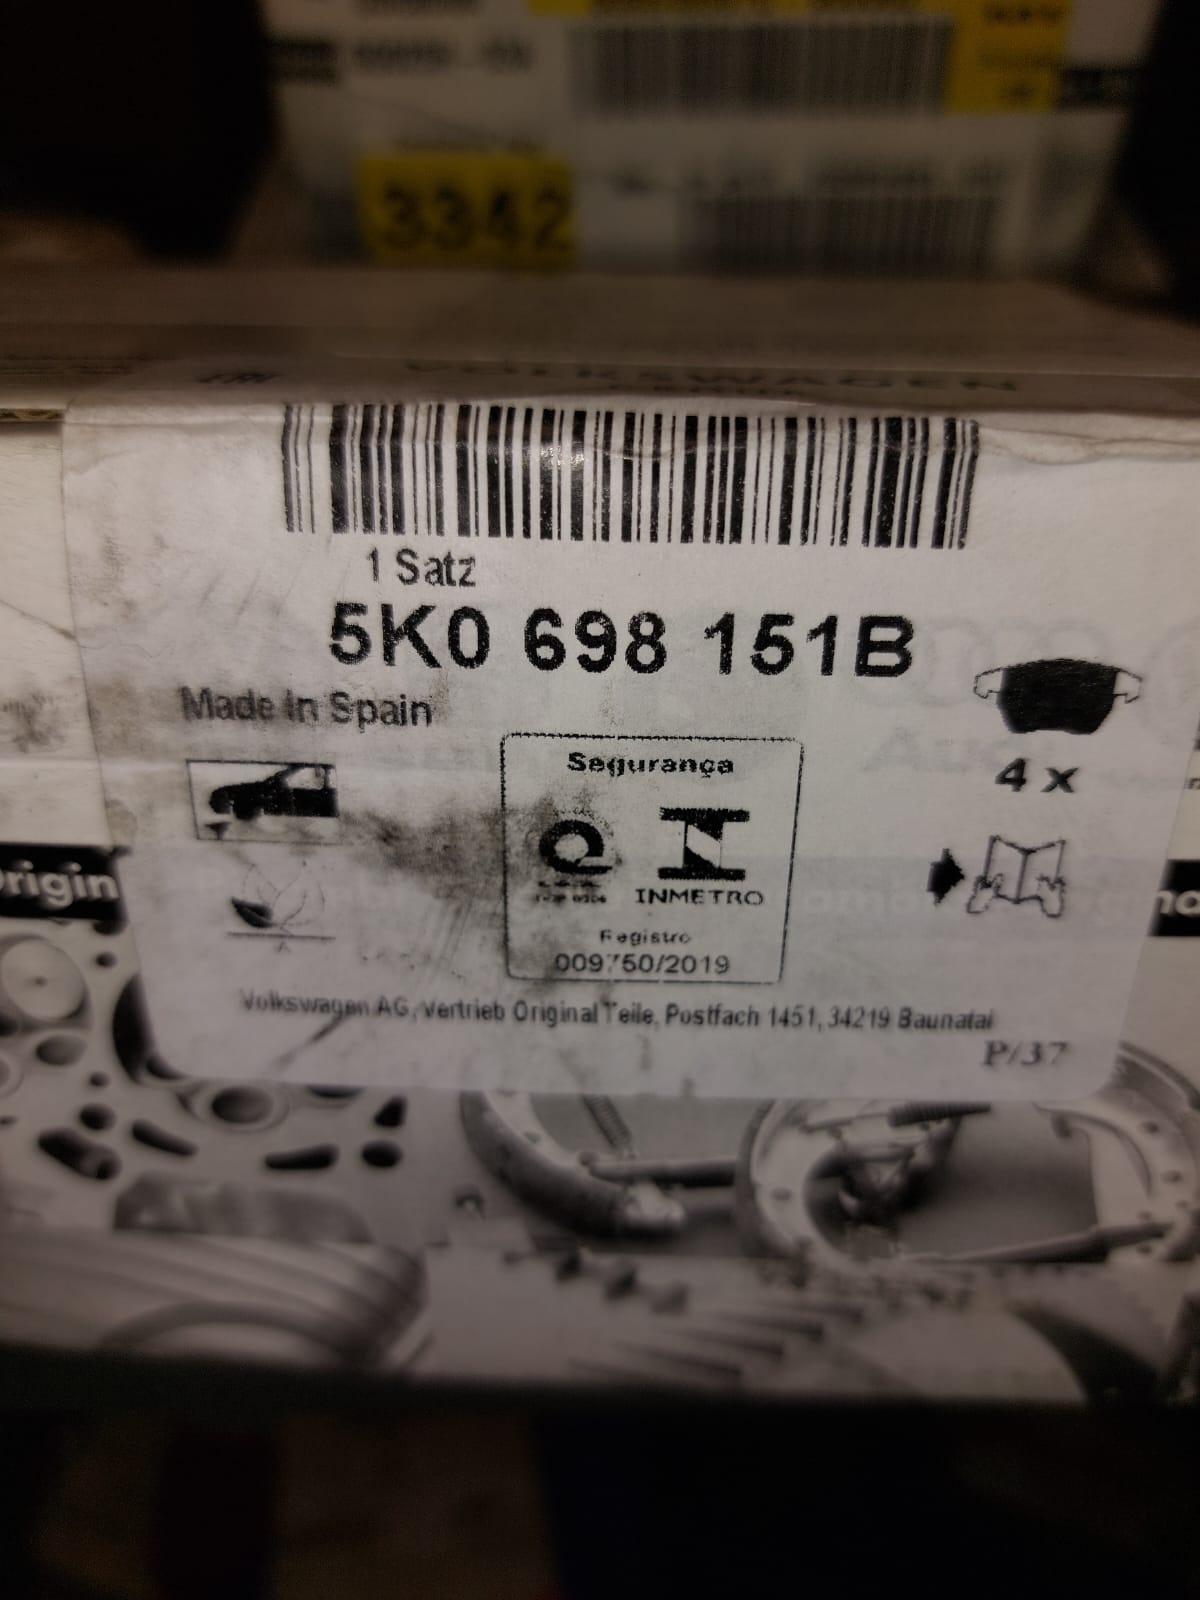 3342
VOLKSWAGEN
1 Satz
5K0 698 151B
Made In Spain
4 x
Segurança
INMETRO
Registro
009750/2019
Volkswagen AG, Vertrieb Original Teile, Postfach 1451, 34219 Baunatal
P/37